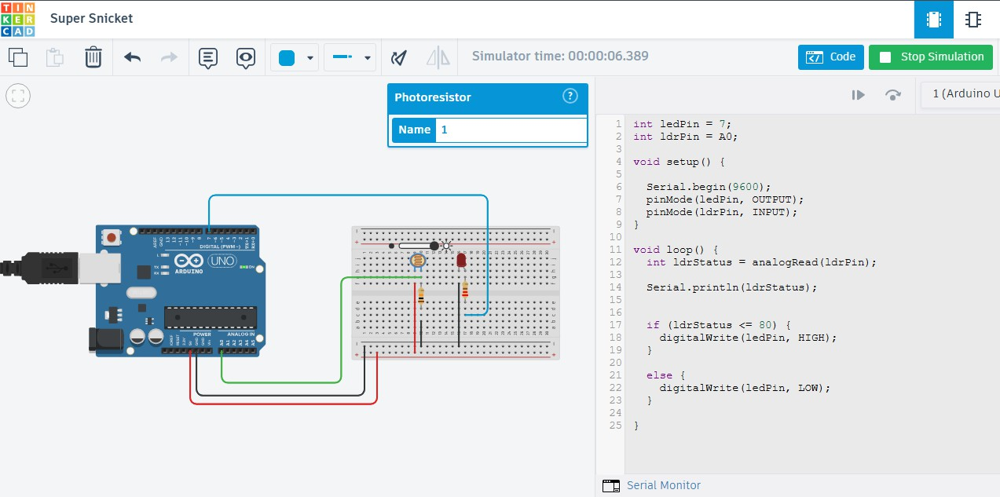 TIN
KER
CAD
Super Snicket
Simulator time: 00:00:06.389
Code
Stop Simulation
Photoresistor
?
Name 1
1 (Arduino U
1 int ledPin = 7;
2 int ldrPin = A0;
3
4 void setup() {
5
6 Serial.begin(9600);
7 pinMode(ledPin, OUTPUT);
8 pinMode(ldrPin, INPUT);
9 }
10
11 void loop() {
12 int ldrStatus = analogRead(ldrPin);
13
14 Serial.println(ldrStatus);
15
16
17 if (ldrStatus <= 80) {
18 digitalWrite(ledPin, HIGH);
19 }
20
21 else {
22 digitalWrite(ledPin, LOW);
23 }
24
25 }
DIGITAL (PWM~)
UNO
ARDUINO
TX
RX
ON
POWER
ANALOG IN
Serial Monitor